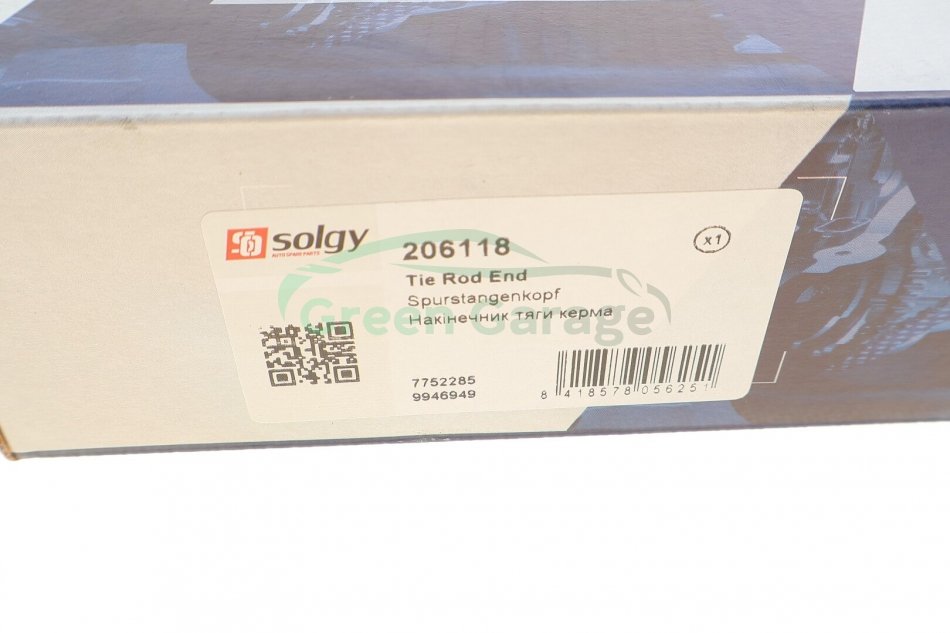 solgy
AUTO SPARE PARTS
206118
x1
Tie Rod End
Spurstangenkopf
Накінечник тяги керма
Green Garage
7752285
9946949
8 418578 056251